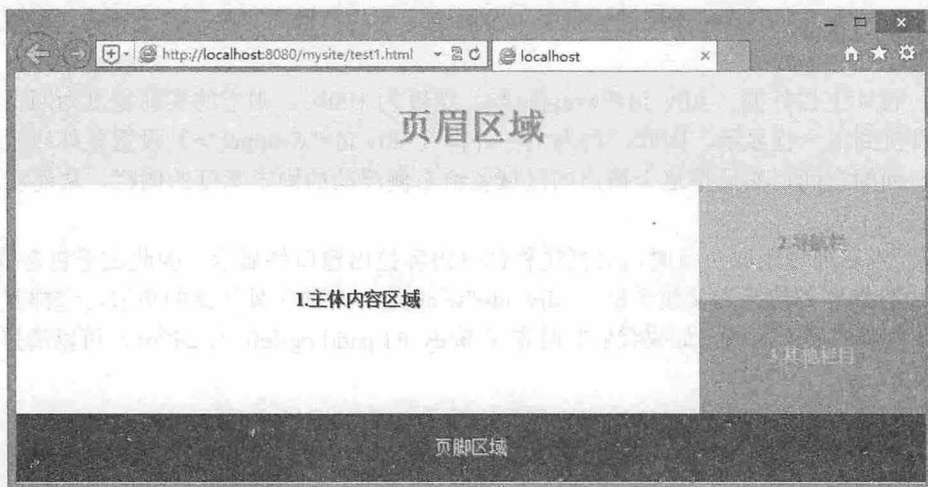 http://localhost:8080/mysite/test1.html
localhost
页眉区域
1.主体内容区域
2.导航栏
3.其他栏目
页脚区域